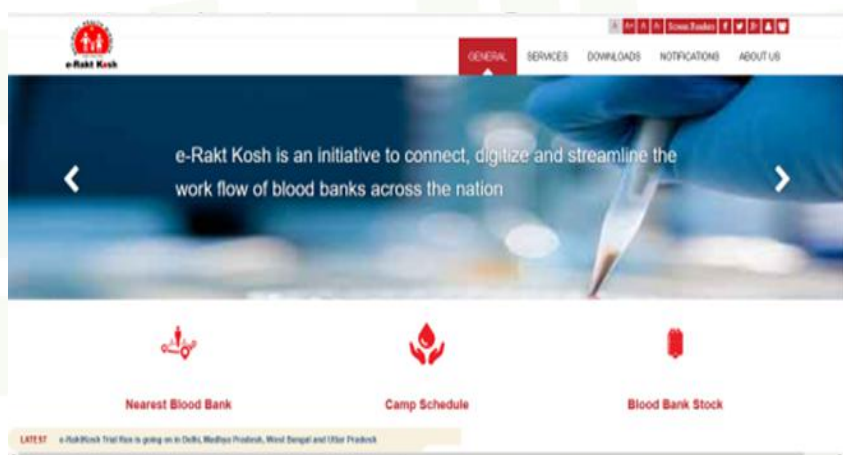 A A+ A A Screen Reader
e-Rakt Kosh
GENERAL SERVICES DOWNLOADS NOTIFICATIONS ABOUT US
e-Rakt Kosh is an initiative to connect, digitize and streamline the
work flow of blood banks across the nation
Nearest Blood Bank Camp Schedule Blood Bank Stock
LATEST e-RaktKosh Trial Run is going on in Delhi, Madhya Pradesh, West Bengal and Uttar Pradesh